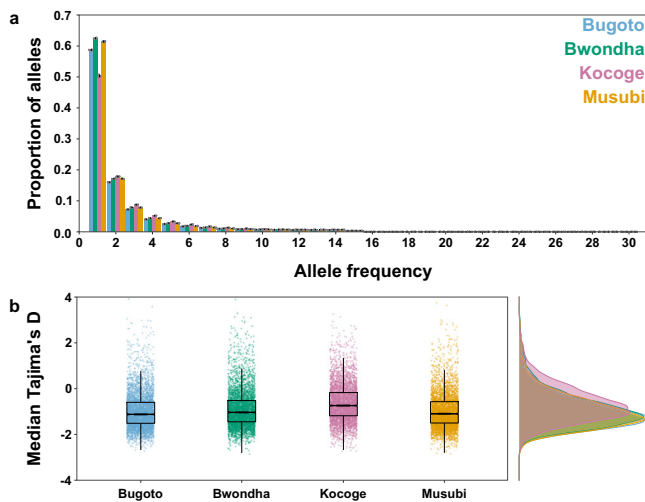 a
Proportion of alleles
0.7
0.6
0.5
0.4
0.3
0.2
0.1
0.0
0 2 4 6 8 10 12 14 16 18 20 22 24 26 28 30
Allele frequency
Bugoto
Bwondha
Kocoge
Musubi
b
Median Tajima's D
4
2
-0
-2
-4
Bugoto Bwondha Kocoge Musubi